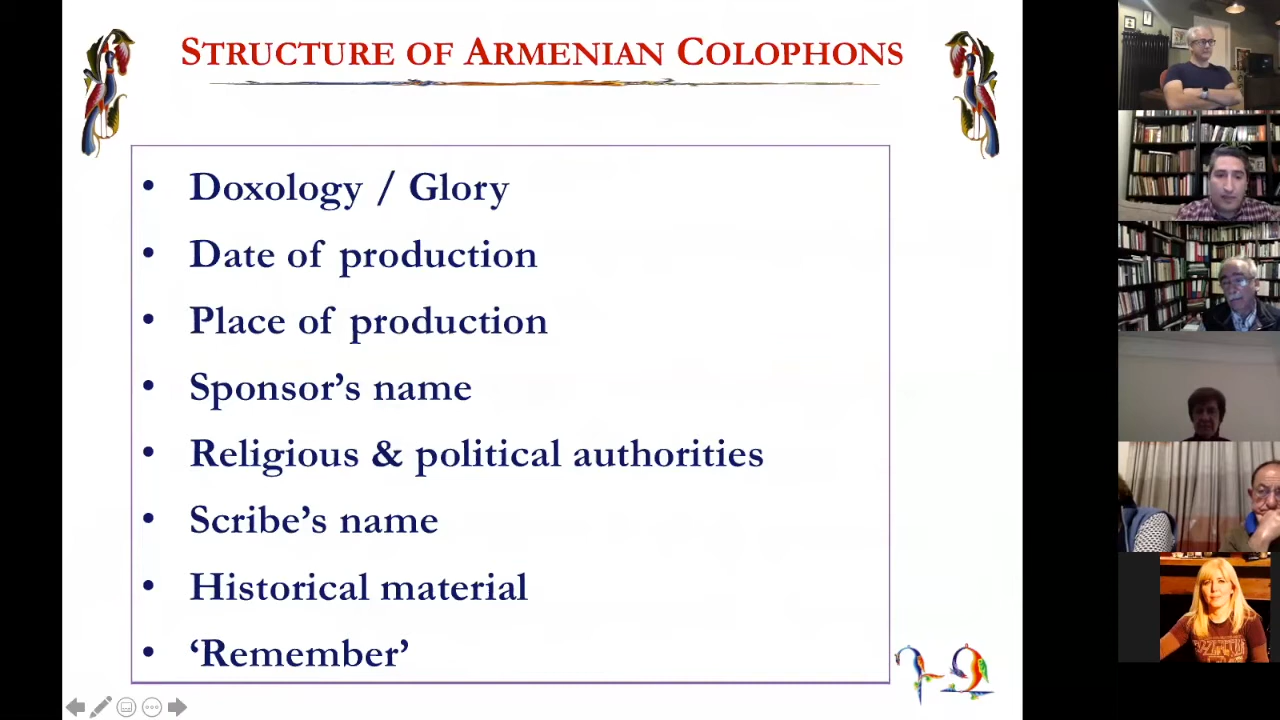 STRUCTURE OF ARMENIAN COLOPHONS
• Doxology / Glory
• Date of production
• Place of production
• Sponsor's name
• Religious & political authorities
• Scribe's name
• Historical material
• ‘Remember’